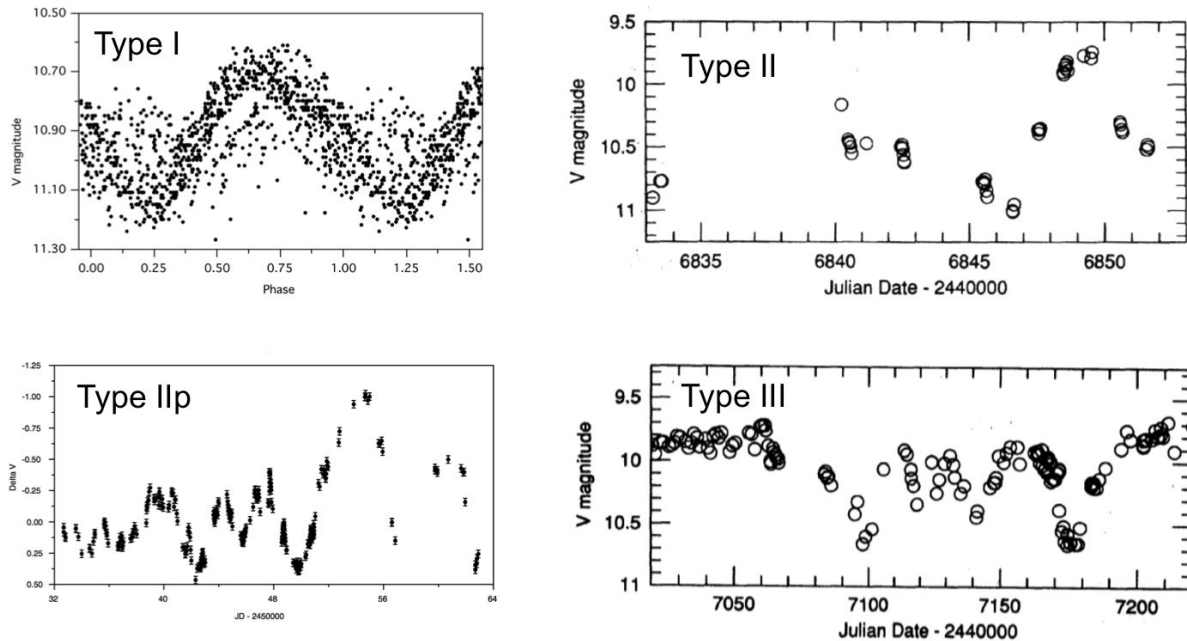 Type I
10.50
10.70
10.90
11.10
11.30
V magnitude
0.00 0.25 0.50 0.75 1.00 1.25 1.50
Phase
Type II
9.5
10
10.5
11
V magnitude
6835 6840 6845 6850
Julian Date - 2440000
Type IIp
-1.25
-1.00
-0.75
-0.50
-0.25
0.00
0.25
0.50
Delta V
32 40 48 56 64
JD - 2450000
Type III
9.5
10
10.5
11
V magnitude
7050 7100 7150 7200
Julian Date - 2440000